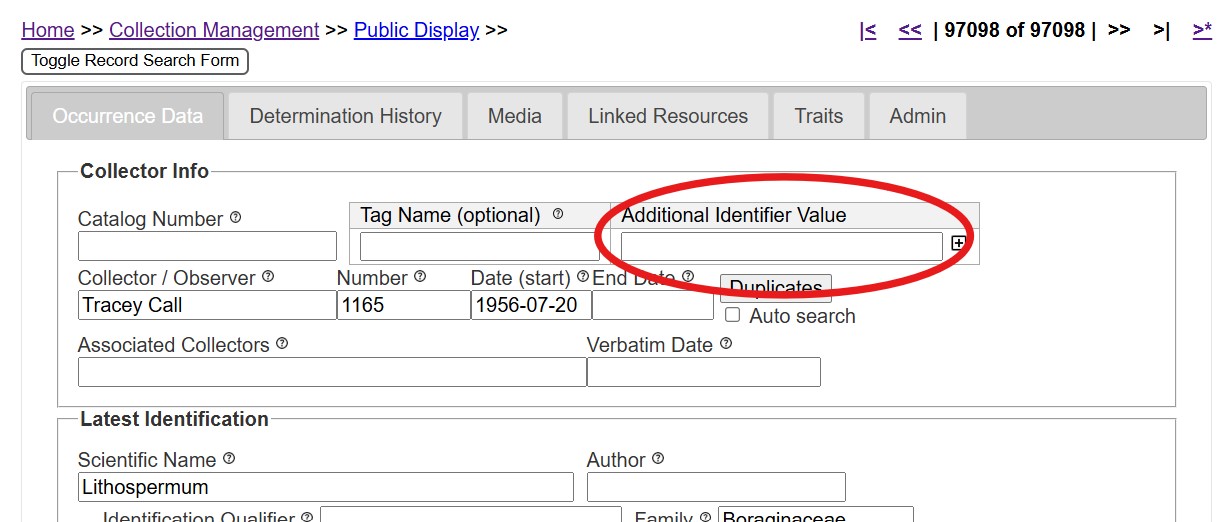 Home >> Collection Management >> Public Display >> |< << | 97098 of 97098 | >> >| >*
Toggle Record Search Form
Occurrence Data Determination History Media Linked Resources Traits Admin
Collector Info
Catalog Number ? Tag Name (optional) ? Additional Identifier Value
Collector / Observer ? Number ? Date (start) ? End Date ? Duplicates
Tracey Call 1165 1956-07-20
Auto search
Associated Collectors ? Verbatim Date ?
Latest Identification
Scientific Name ? Author ?
Lithospermum
Identification Qualifier ? Family ? Boraginaceae